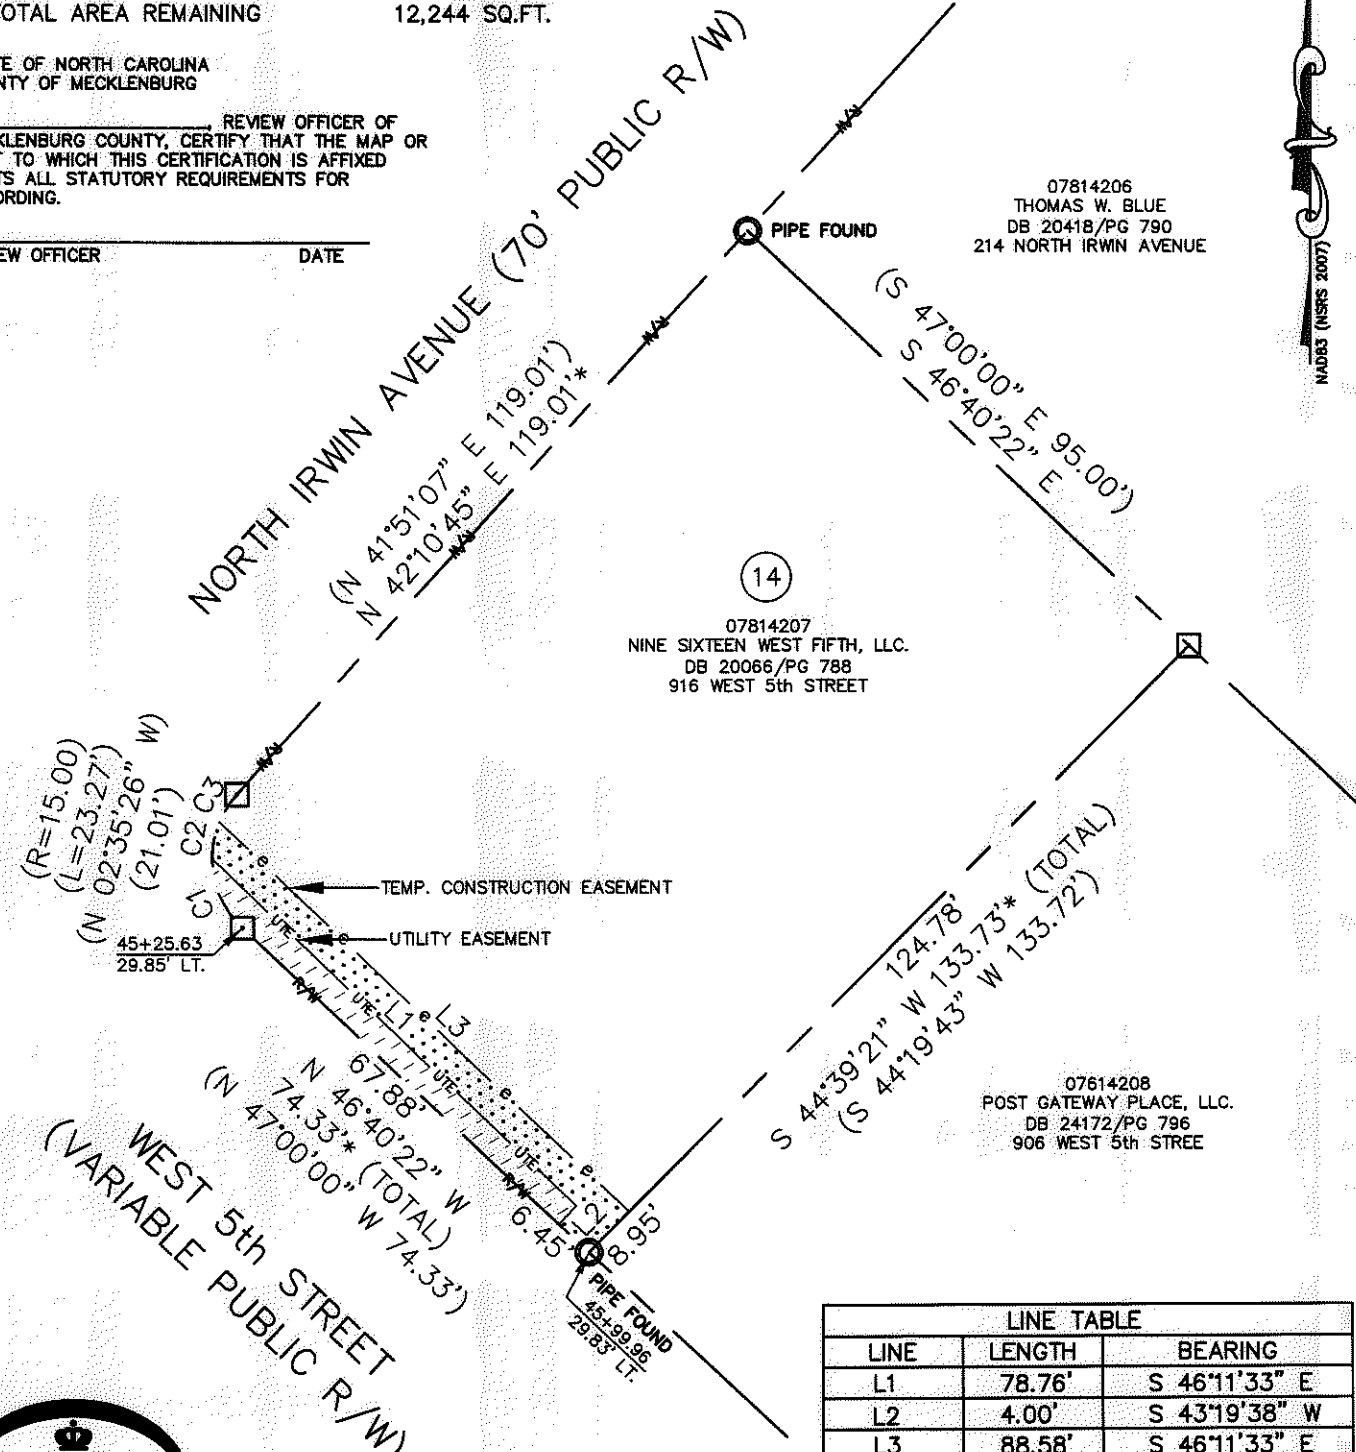 TOTAL AREA REMAINING 12,244 SQ.FT.
TE OF NORTH CAROLINA
NTY OF MECKLENBURG
, REVIEW OFFICER OF
KLENBURG COUNTY, CERTIFY THAT THE MAP OR
T TO WHICH THIS CERTIFICATION IS AFFIXED
TS ALL STATUTORY REQUIREMENTS FOR
ORDING.
EW OFFICER DATE
NORTH IRWIN AVENUE (70' PUBLIC R/W)
PIPE FOUND
07814206
THOMAS W. BLUE
DB 20418/PG 790
214 NORTH IRWIN AVENUE
NAD83 (NSRS 2007)
(S 47°00'00" E 95.00')
S 46°40'22" E
(N 41°51'07" E 119.01')
N 42°10'45" E 119.01'*
R/W
R/W
R/W
R/W
14
07814207
NINE SIXTEEN WEST FIFTH, LLC.
DB 20066/PG 788
916 WEST 5th STREET
(R=15.00)
(L=23.27')
(N 02°35'26" W)
(21.01')
C2 C3
C1
45+25.63
29.85' LT.
TEMP. CONSTRUCTION EASEMENT
UTILITY EASEMENT
e
e
e
e
e
UTE
UTE
UTE
UTE
R/W
R/W
L1 L3
L2
67.88'
N 46°40'22" W
74.33'* (TOTAL)
(N 47°00'00" W 74.33')
6.45'
8.95'
PIPE FOUND
45+99.96
29.83' LT.
124.78'
S 44°39'21" W 133.73'* (TOTAL)
(S 44°19'43" W 133.72')
07614208
POST GATEWAY PLACE, LLC.
DB 24172/PG 796
906 WEST 5th STREE
WEST 5th STREET
(VARIABLE PUBLIC R/W)
LINE TABLE
LINE LENGTH BEARING
L1 78.76' S 46°11'33" E
L2 4.00' S 43°19'38" W
L3 88.58' S 46°11'33" E